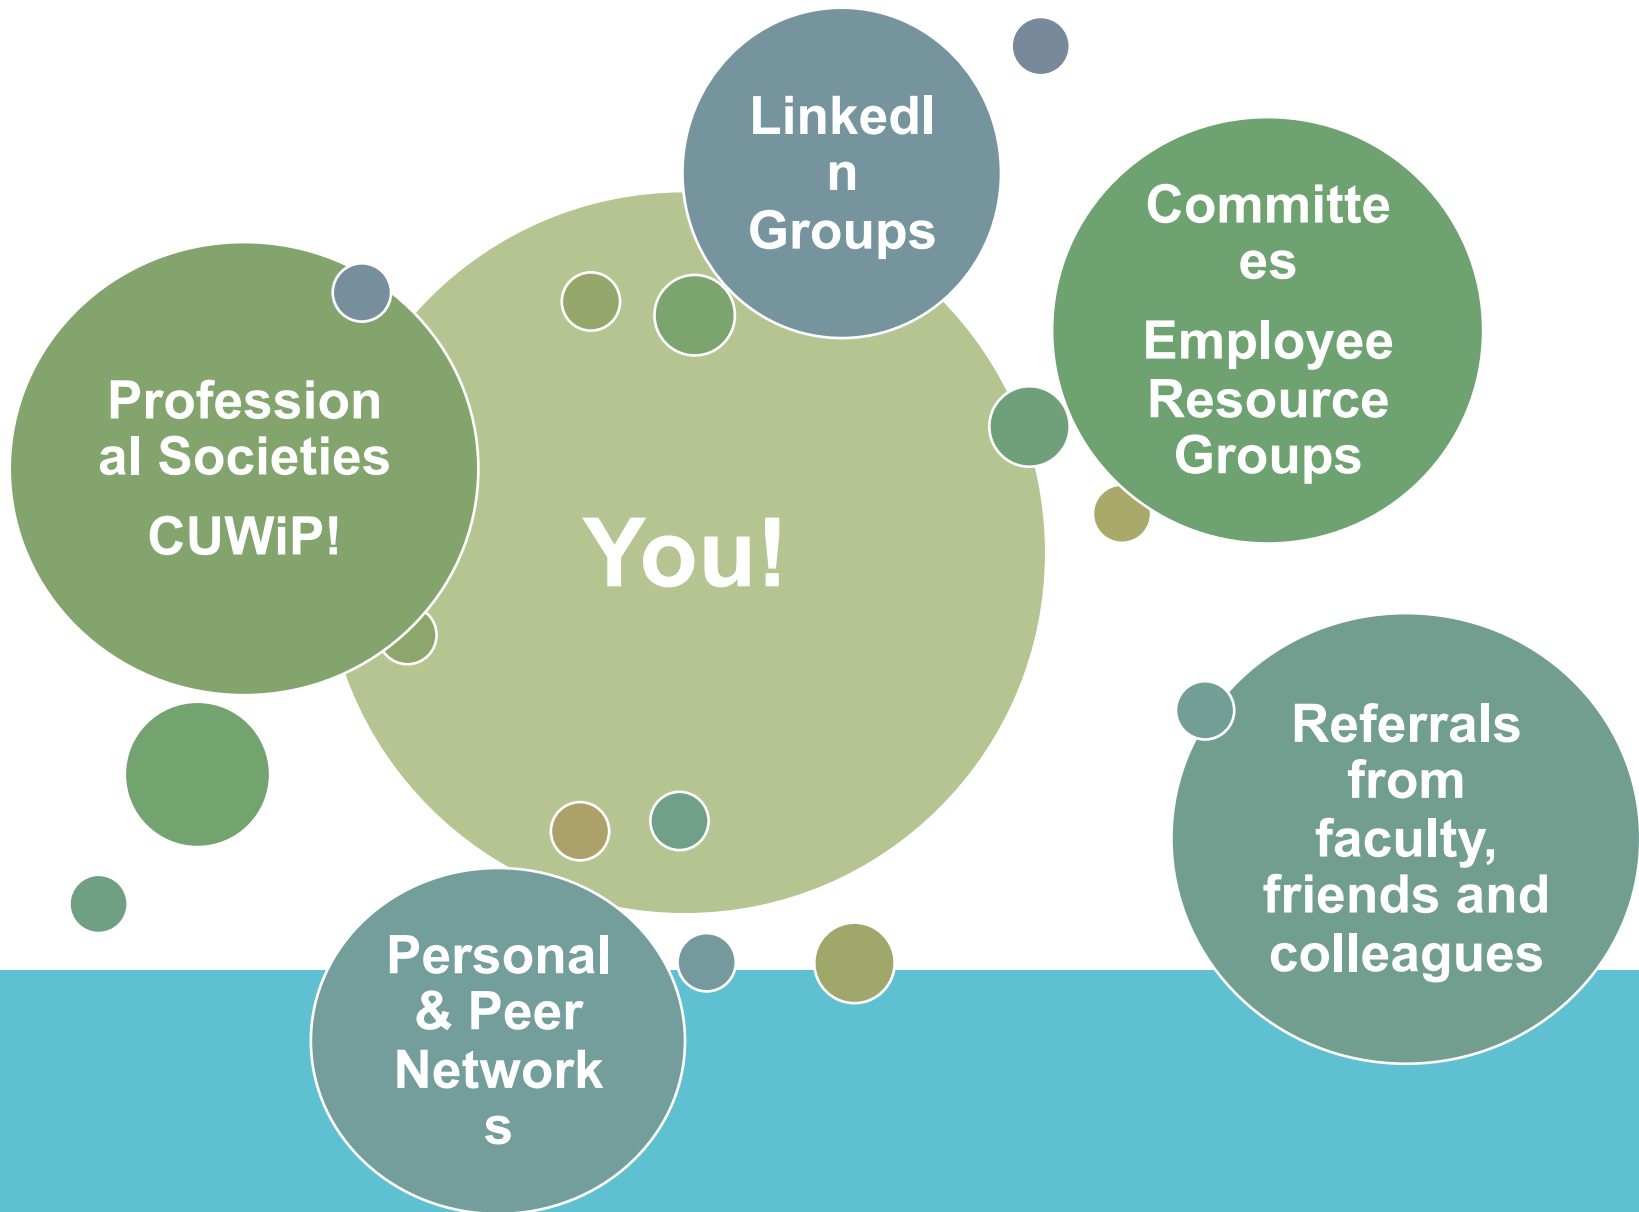 LinkedI
n
Groups
Committe
es
Employee
Resource
Groups
Profession
al Societies
CUWiP!
You!
Referrals
from
faculty,
friends and
colleagues
Personal
& Peer
Network
s